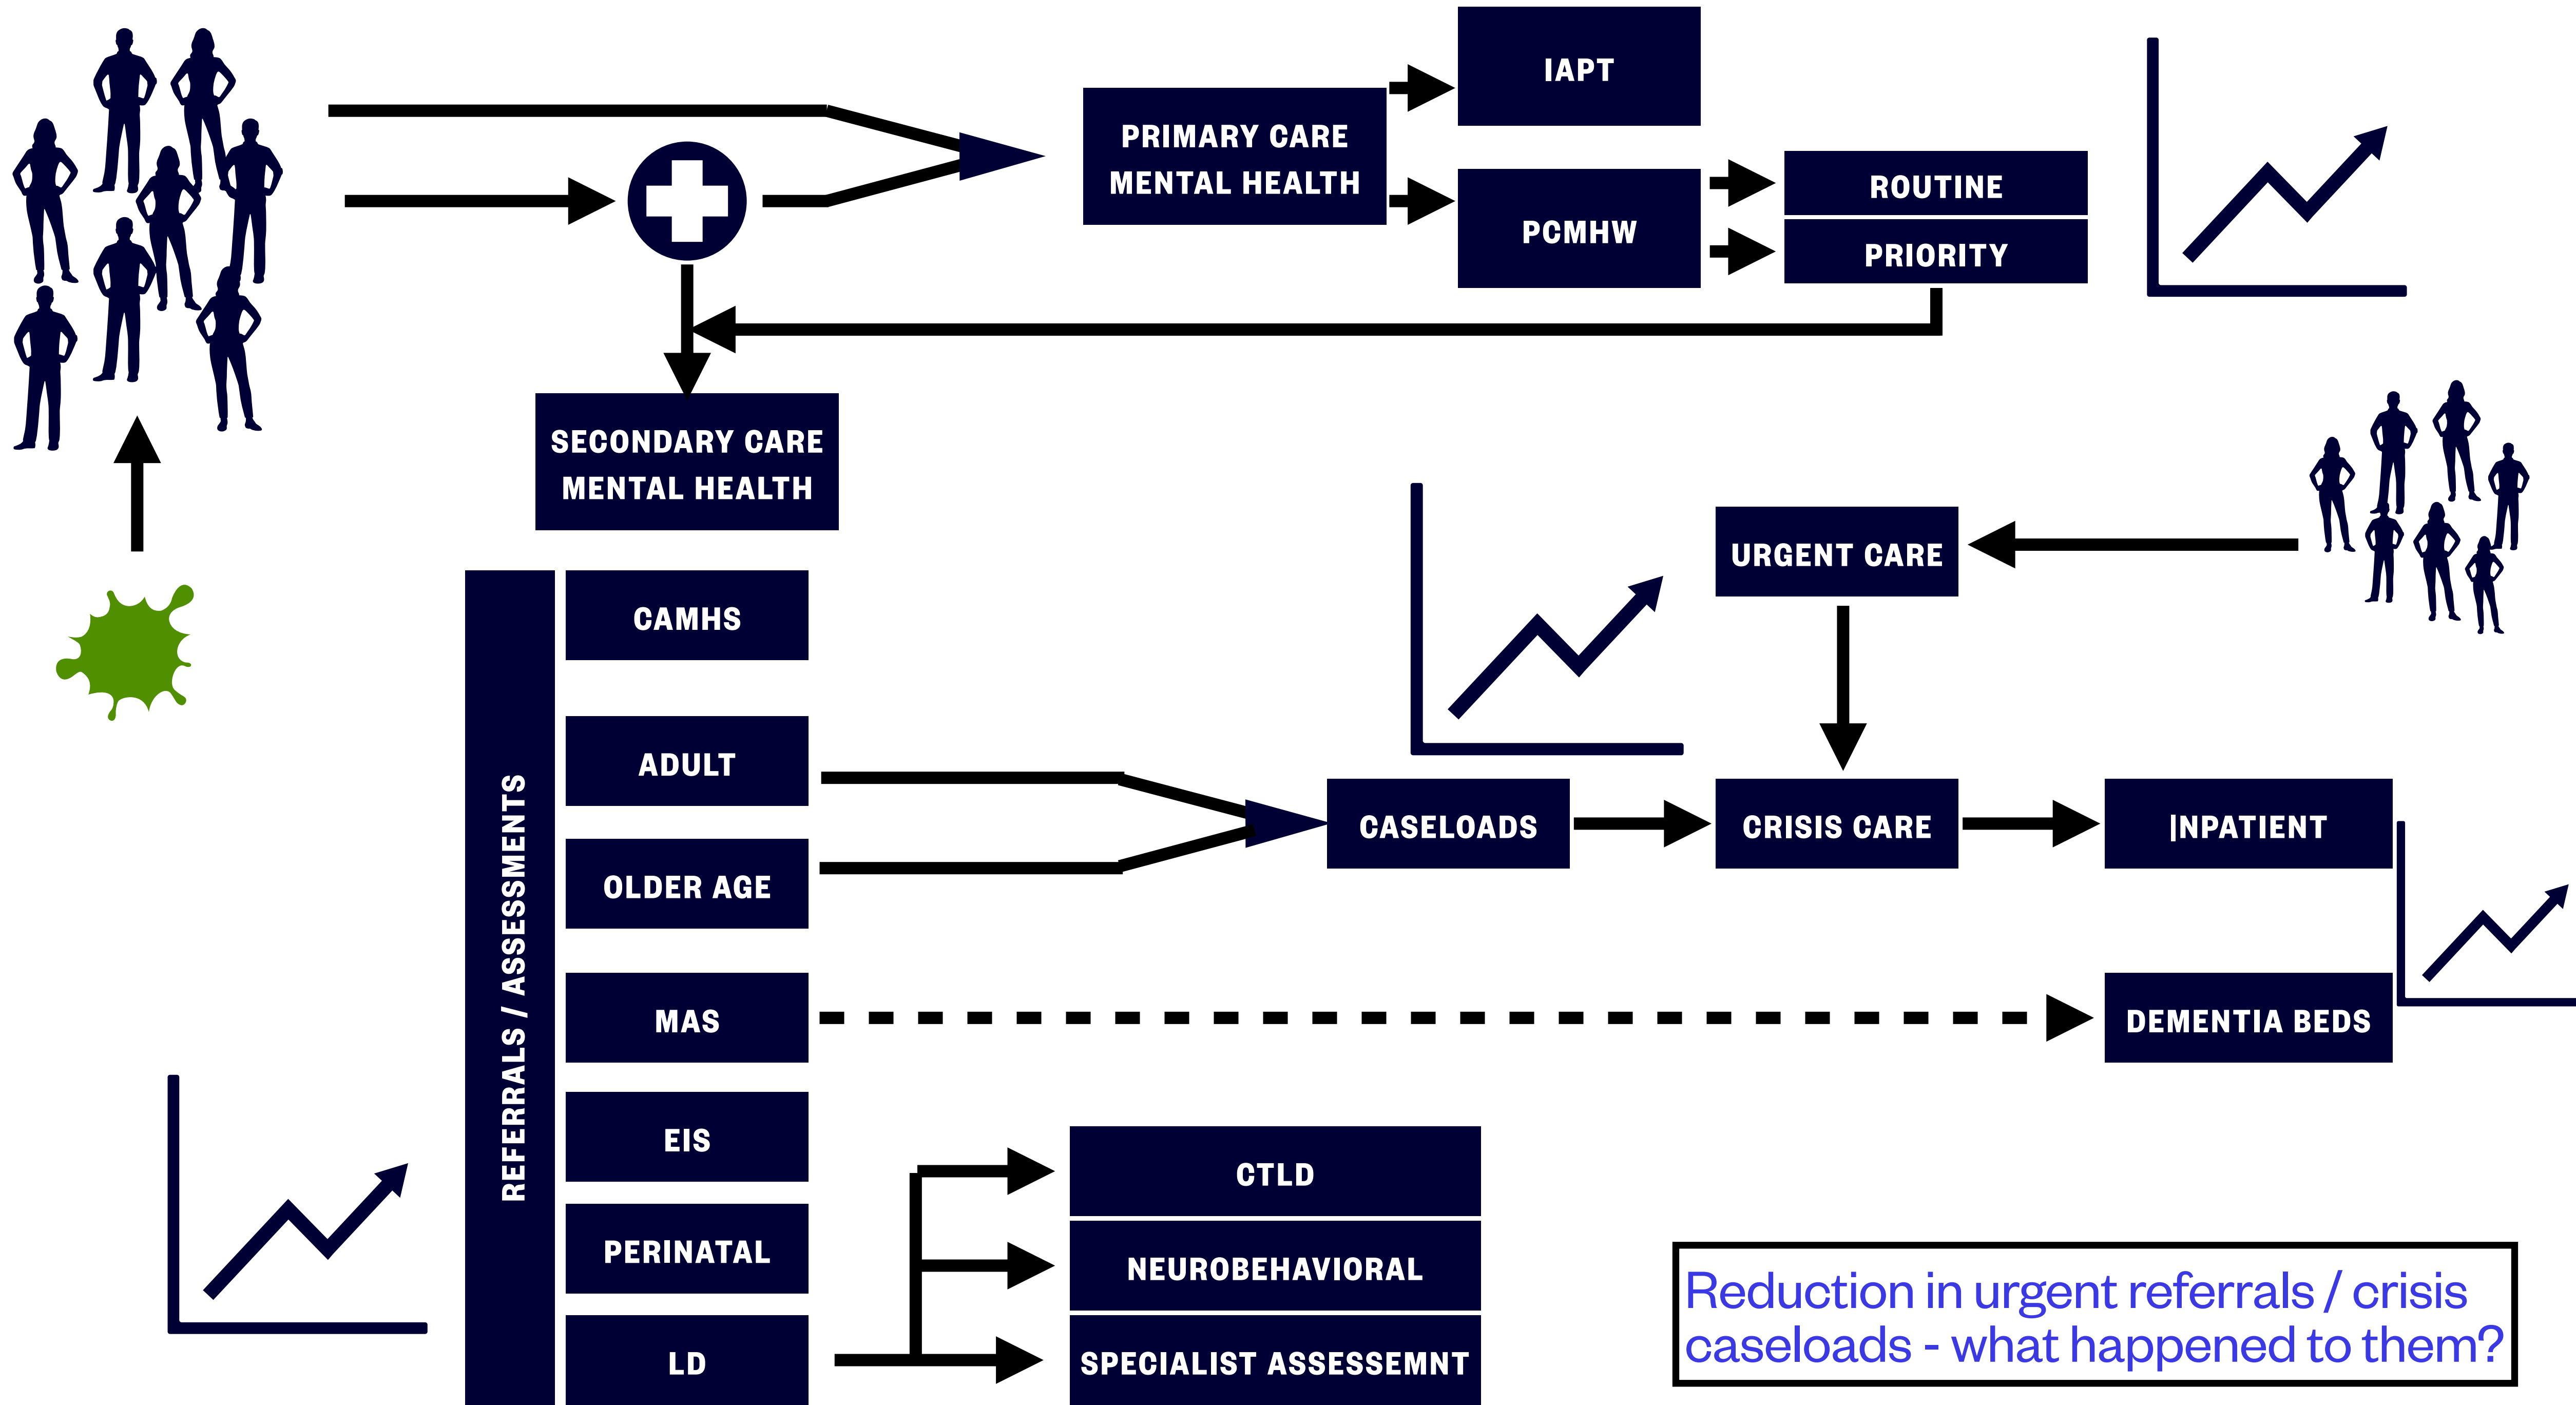 IAPT
PRIMARY CARE
MENTAL HEALTH
PCMHW
ROUTINE
PRIORITY
SECONDARY CARE
MENTAL HEALTH
URGENT CARE
REFERRALS / ASSESSMENTS
CAMHS
ADULT
OLDER AGE
CASELOADS
CRISIS CARE
INPATIENT
MAS
DEMENTIA BEDS
EIS
PERINATAL
LD
CTLD
NEUROBEHAVIORAL
SPECIALIST ASSESSEMNT
Reduction in urgent referrals / crisis
caseloads - what happened to them?